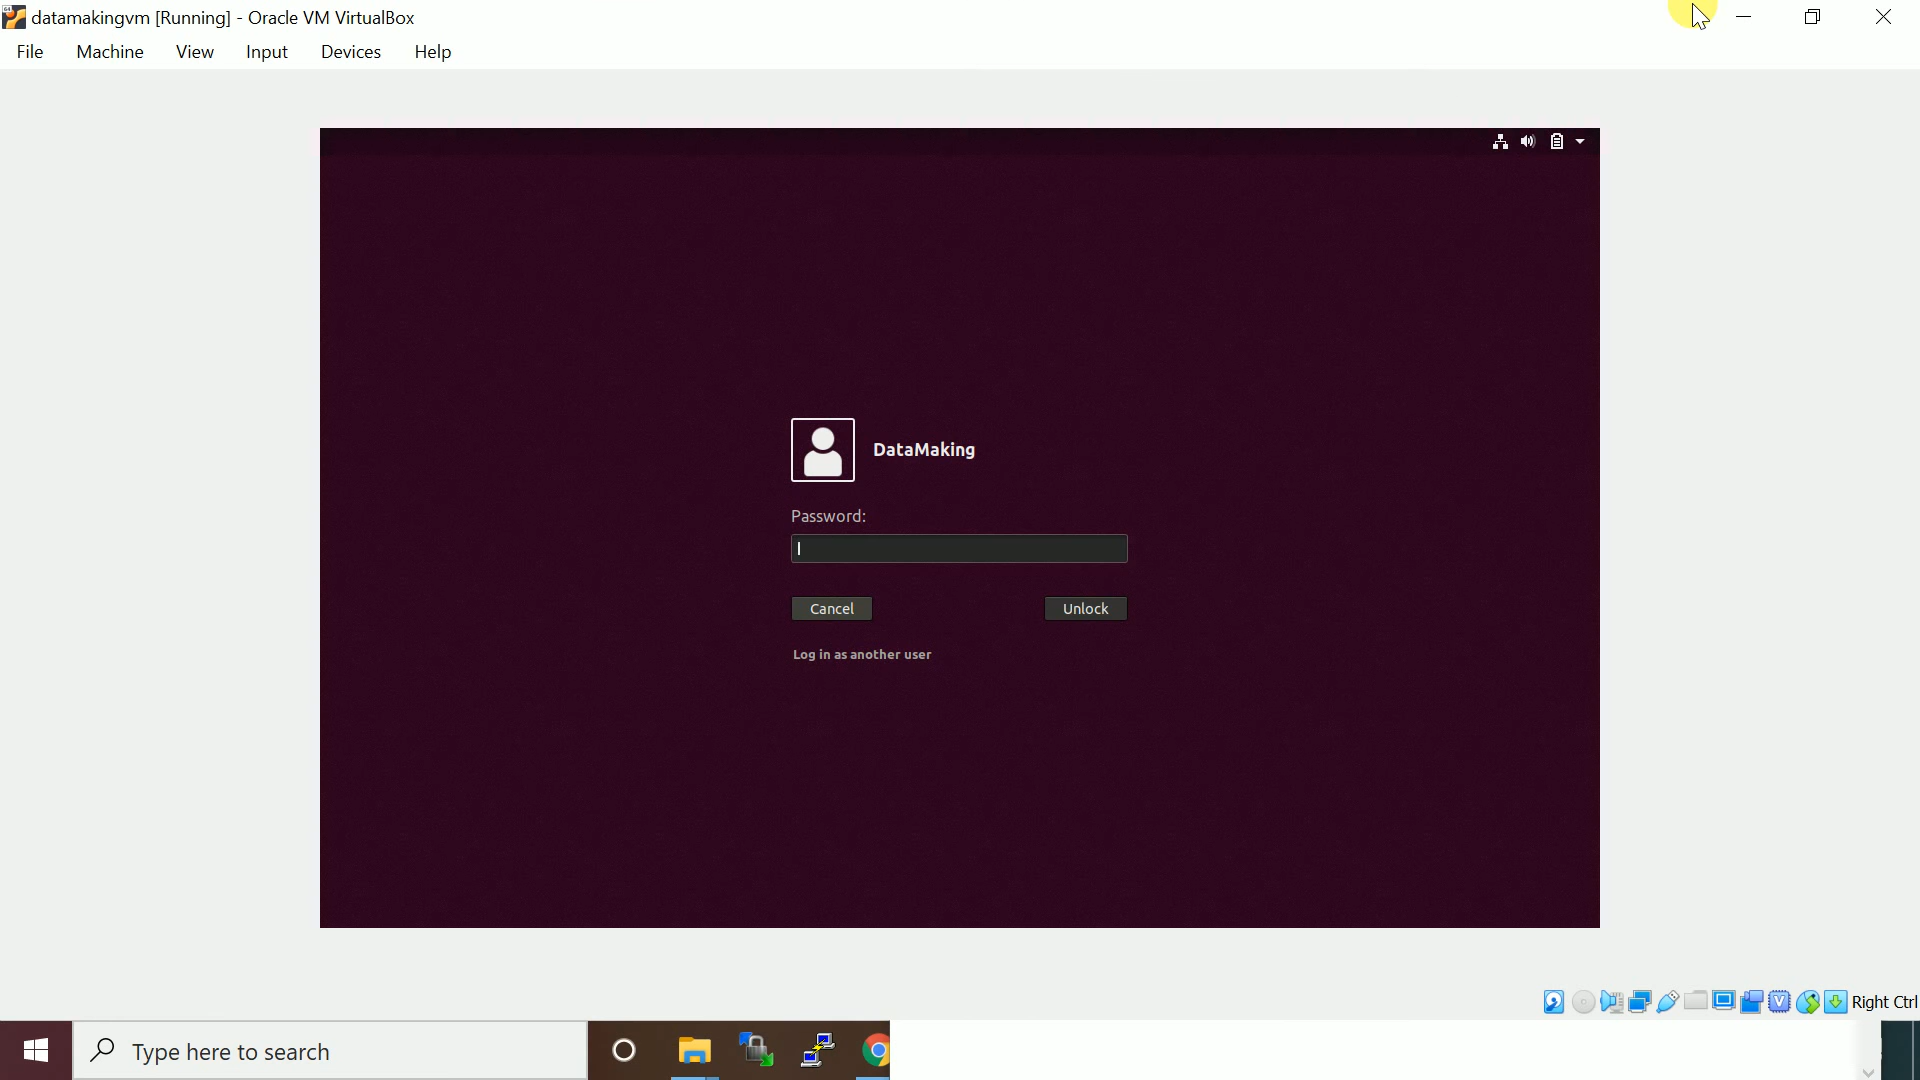 datamakingvm [Running] - Oracle VM VirtualBox
File Machine View Input Devices Help
DataMaking
Password:
Cancel Unlock
Log in as another user
Right Ctrl
Type here to search